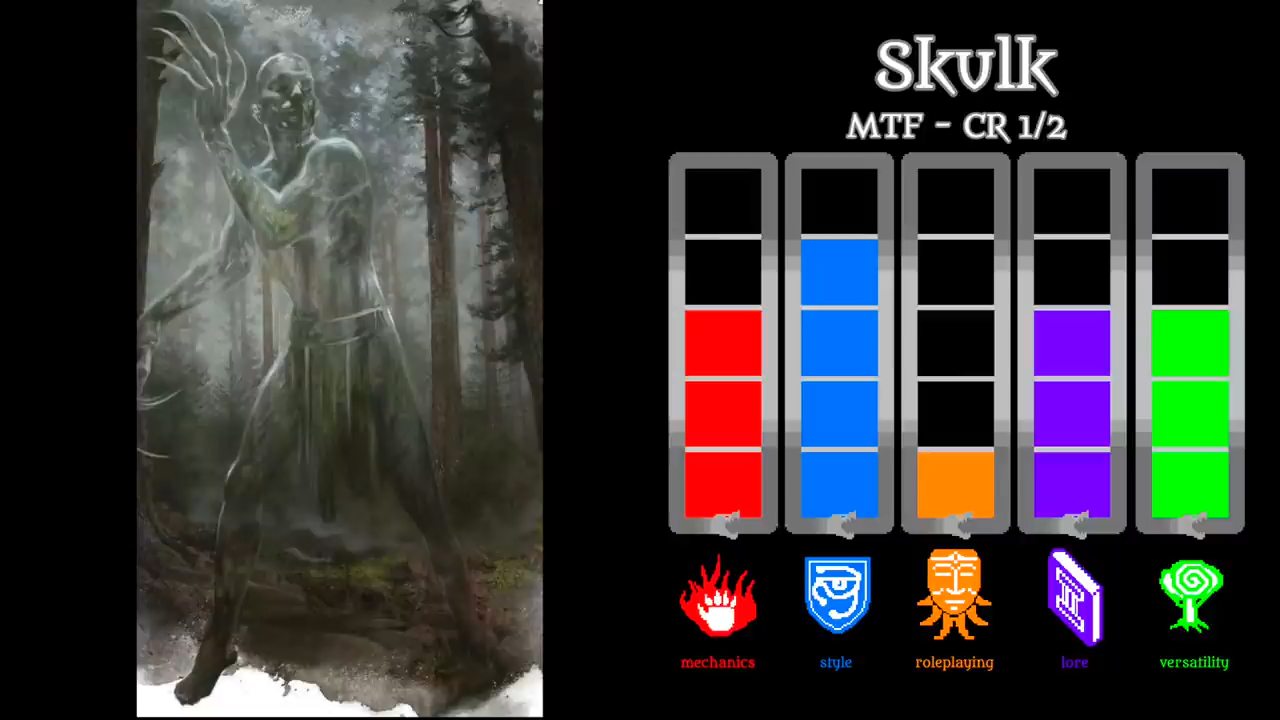 Skulk
MTF - CR 1/2
mechanics
style
roleplaying
lore
versatility